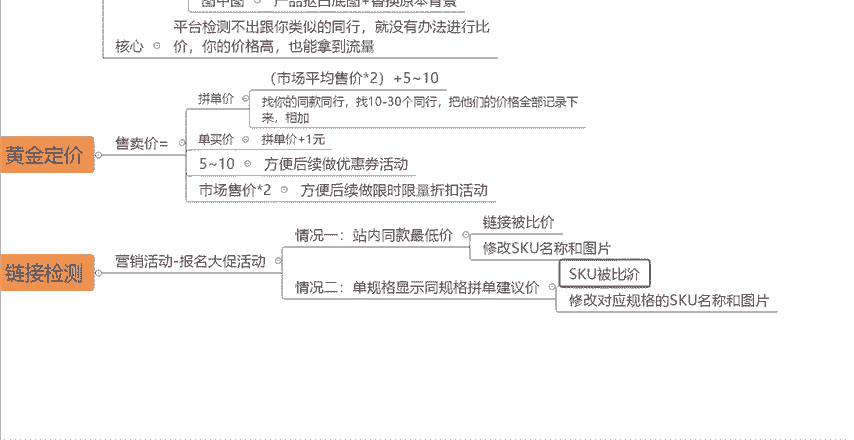 图中图
产品抠白底图+替换原本背景
核心
平台检测不出跟你类似的同行，就没有办法进行比
价，你的价格高，也能拿到流量
黄金定价
售卖价=
拼单价
（市场平均售价*2）+5~10
找你的同款同行，找10-30个同行，把他们的价格全部记录下
来，相加
单买价
拼单价+1元
5~10
方便后续做优惠券活动
市场售价*2
方便后续做限时限量折扣活动
链接检测
营销活动-报名大促活动
情况一：站内同款最低价
链接被比价
修改SKU名称和图片
情况二：单规格显示同规格拼单建议价
SKU被比价
修改对应规格的SKU名称和图片